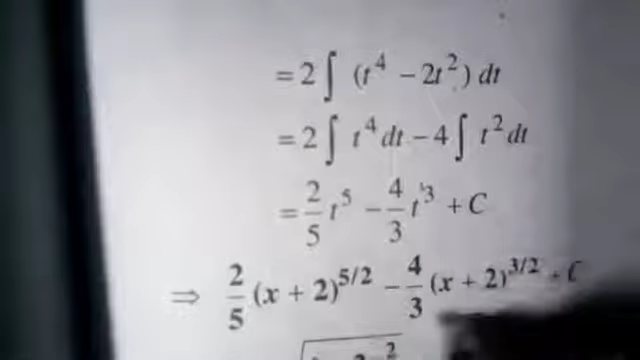 = 2 ∫ (t⁴ − 2t²) dt
= 2 ∫ t⁴ dt − 4 ∫ t² dt
= 2/5 t⁵ − 4/3 t³ + C
⇒ 2/5 (x + 2)^5/2 − 4/3 (x + 2)^3/2 + C